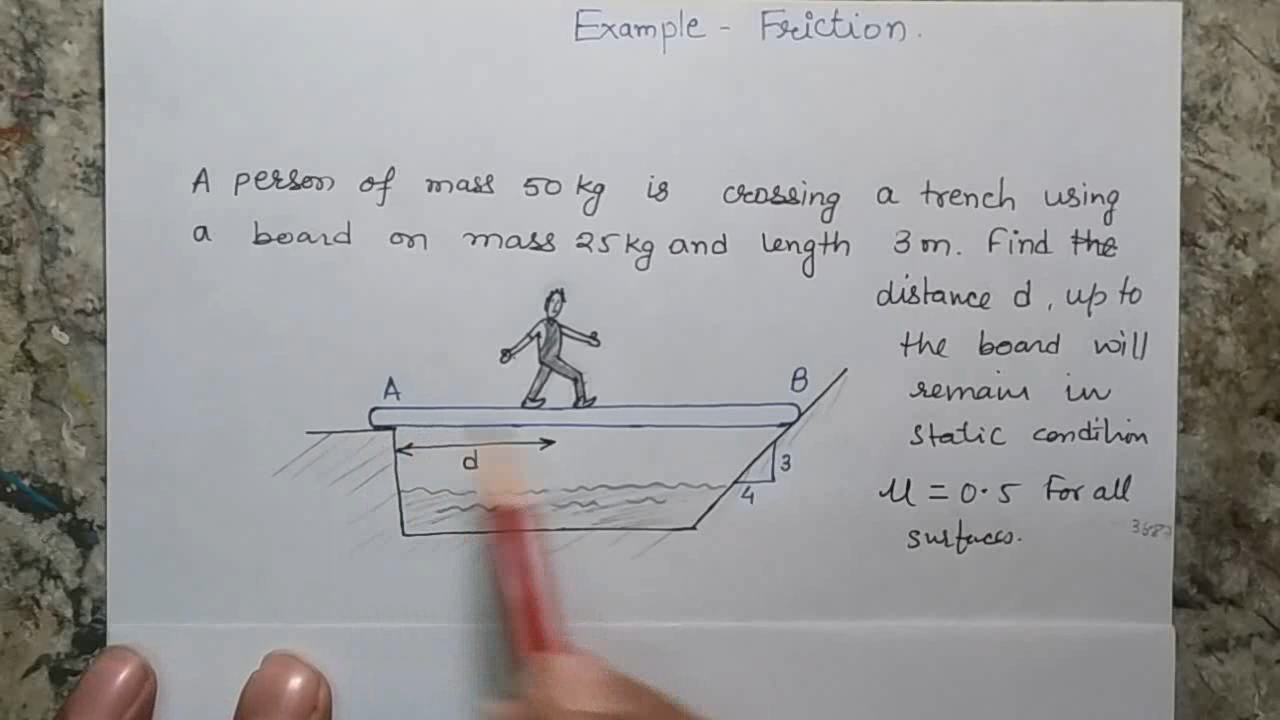 Example - Friction.
A person of mass 50 kg is crossing a trench using
a board on mass 25 kg and length 3 m. Find the
distance d, up to
the board will
remain in
static condition
μ = 0.5 for all
surfaces.
A
B
d
3
4